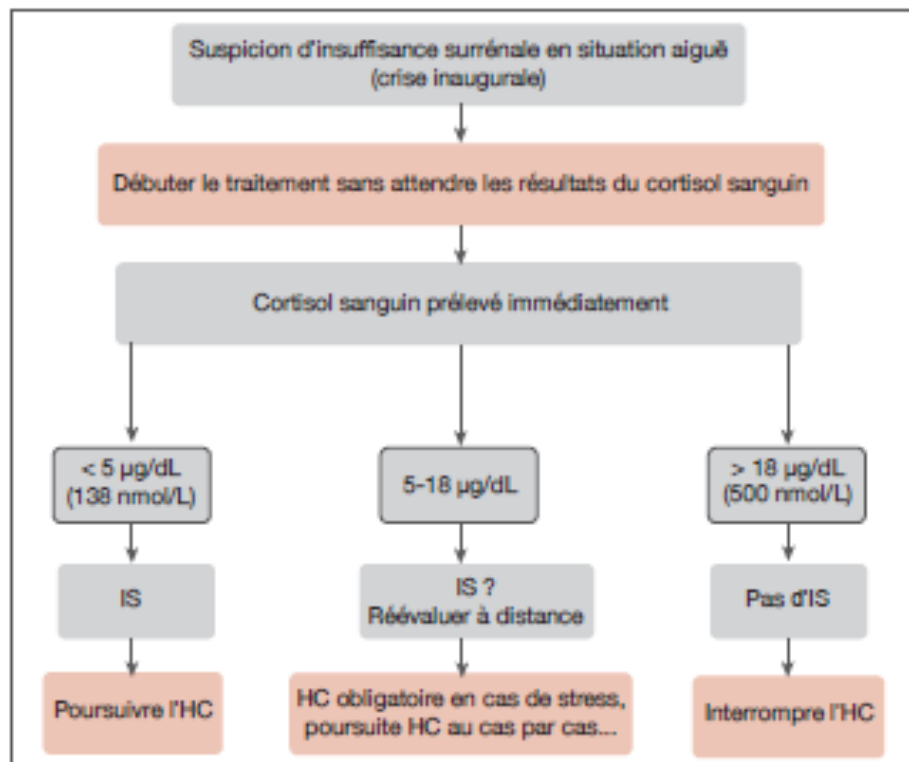 Suspicion d'insuffisance surrénale en situation aiguë
(crise inaugurale)
Débuter le traitement sans attendre les résultats du cortisol sanguin
Cortisol sanguin prélevé immédiatement
< 5 µg/dL
(138 nmol/L)
5-18 µg/dL
> 18 µg/dL
(500 nmol/L)
IS
IS ?
Réévaluer à distance
Pas d'IS
Poursuivre l'HC
HC obligatoire en cas de stress,
poursuite HC au cas par cas...
Interrompre l'HC